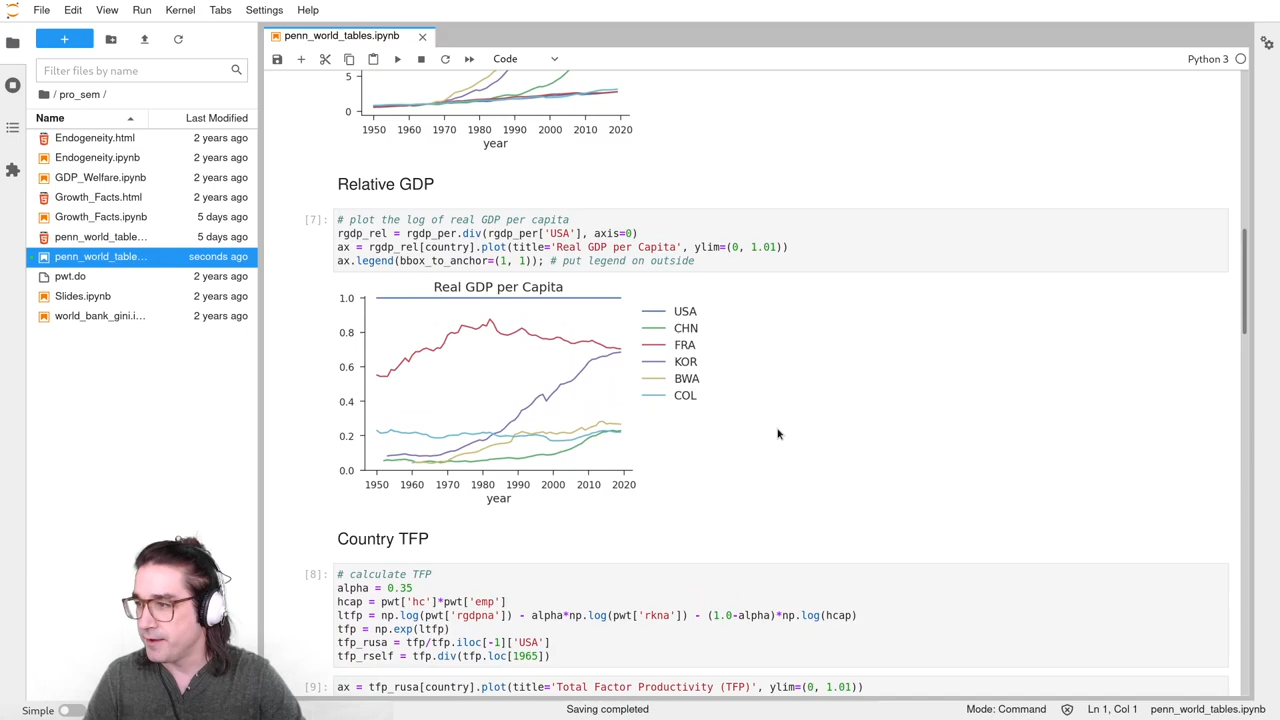 File Edit View Run Kernel Tabs Settings Help
+
Filter files by name
/ pro_sem /
Name Last Modified
Endogeneity.html 2 years ago
Endogeneity.ipynb 2 years ago
GDP_Welfare.ipynb 2 years ago
Growth_Facts.html 2 years ago
Growth_Facts.ipynb 5 days ago
penn_world_table... 5 days ago
penn_world_table... seconds ago
pwt.do 2 years ago
Slides.ipynb 2 years ago
world_bank_gini.i... 2 years ago
penn_world_tables.ipynb
Code
Python 3
5
0
1950 1960 1970 1980 1990 2000 2010 2020
year
Relative GDP
[7]:
# plot the log of real GDP per capita
rgdp_rel = rgdp_per.div(rgdp_per['USA'], axis=0)
ax = rgdp_rel[country].plot(title='Real GDP per Capita', ylim=(0, 1.01))
ax.legend(bbox_to_anchor=(1, 1)); # put legend on outside
Real GDP per Capita
1.0
0.8
0.6
0.4
0.2
0.0
1950 1960 1970 1980 1990 2000 2010 2020
year
USA
CHN
FRA
KOR
BWA
COL
Country TFP
[8]:
# calculate TFP
alpha = 0.35
hcap = pwt['hc']*pwt['emp']
ltfp = np.log(pwt['rgdpna']) - alpha*np.log(pwt['rkna']) - (1.0-alpha)*np.log(hcap)
tfp = np.exp(ltfp)
tfp_rusa = tfp/tfp.iloc[-1]['USA']
tfp_rself = tfp.div(tfp.loc[1965])
[9]:
ax = tfp_rusa[country].plot(title='Total Factor Productivity (TFP)', ylim=(0, 1.01))
Simple
Saving completed
Mode: Command
Ln 1, Col 1
penn_world_tables.ipynb